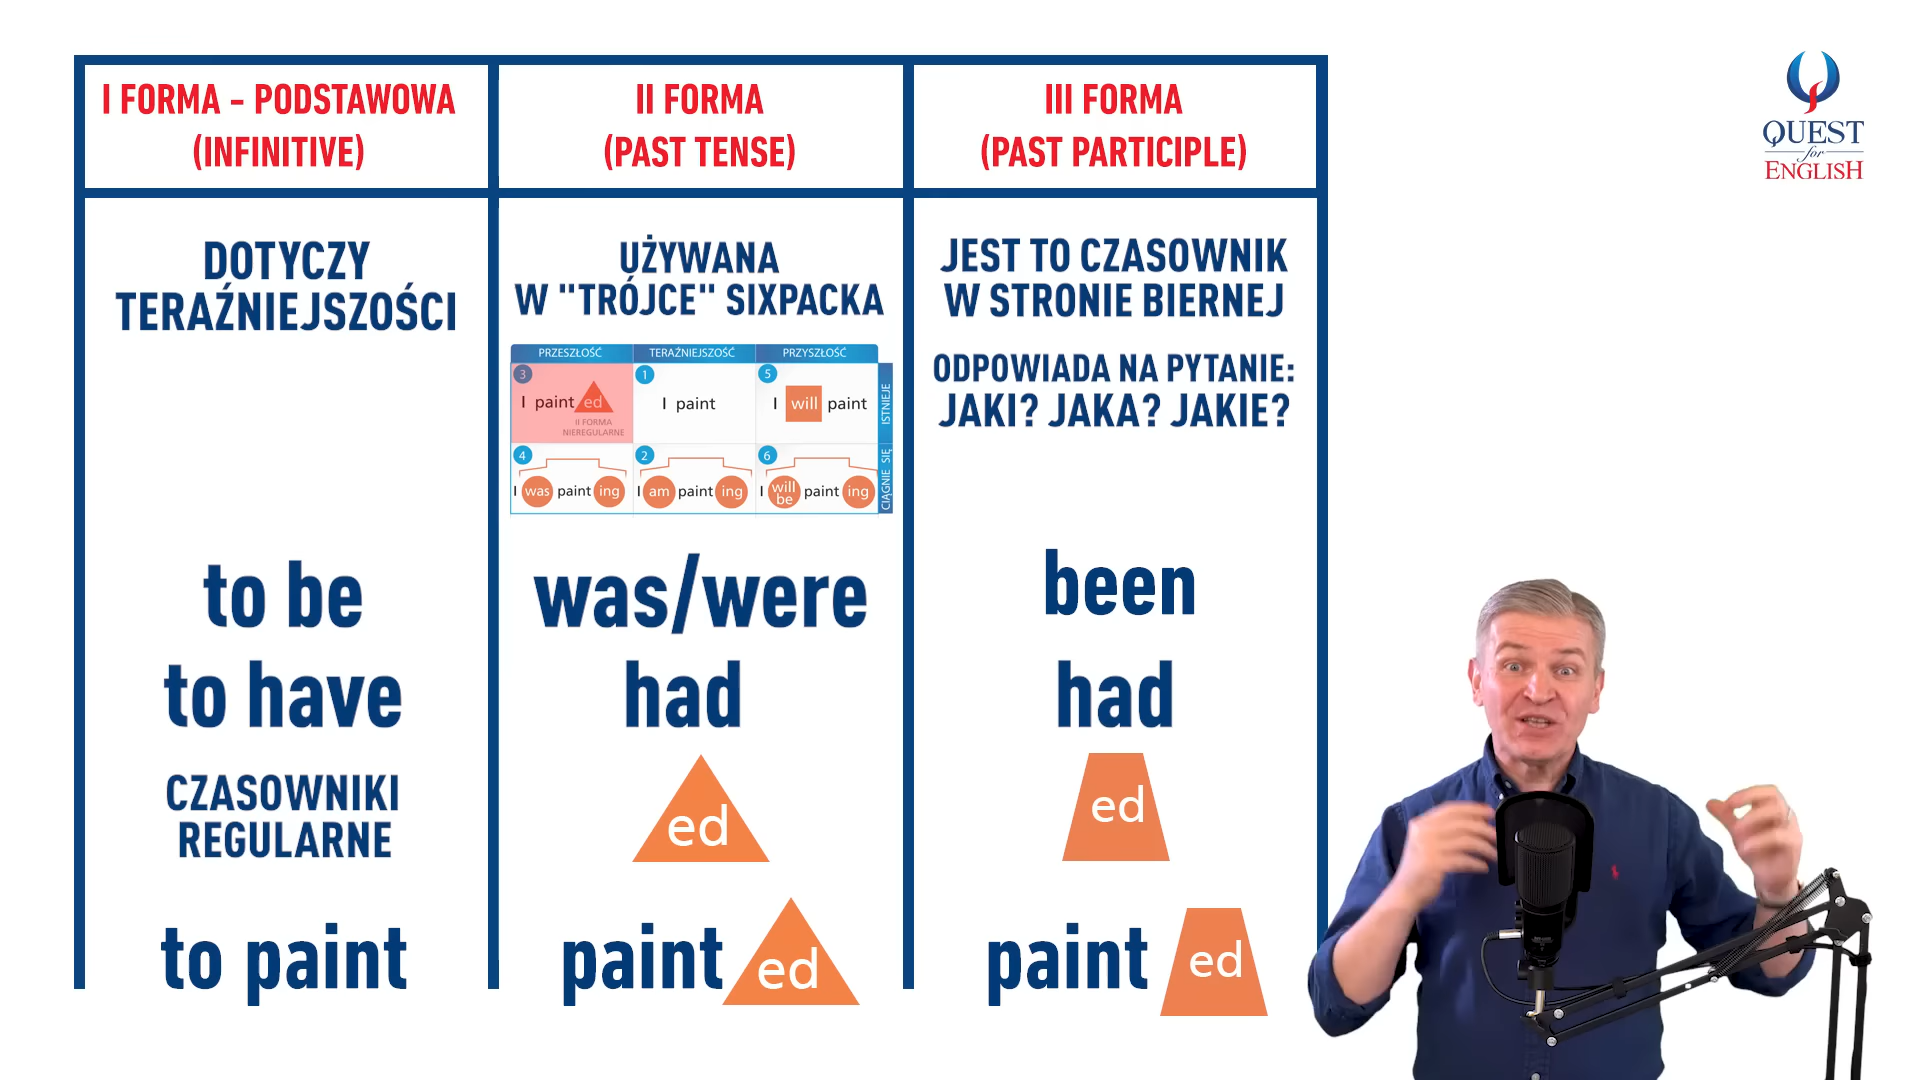 I FORMA - PODSTAWOWA
(INFINITIVE)
II FORMA
(PAST TENSE)
III FORMA
(PAST PARTICIPLE)
DOTYCZY
TERAŹNIEJSZOŚCI
UŻYWANA
W "TRÓJCE" SIXPACKA
PRZESZŁOŚĆ
TERAŹNIEJSZOŚĆ
PRZYSZŁOŚĆ
3
I paint ed
II FORMA
NIEREGULARNE
1
I paint
5
I will paint
ISTNIEJE
4
I was paint ing
2
I am paint ing
6
I will be paint ing
CIĄGNIE SIĘ
JEST TO CZASOWNIK
W STRONIE BIERNEJ
ODPOWIADA NA PYTANIE:
JAKI? JAKA? JAKIE?
to be
was/were
been
to have
had
had
CZASOWNIKI
REGULARNE
ed
ed
to paint
paint ed
paint ed
QUEST
for
ENGLISH